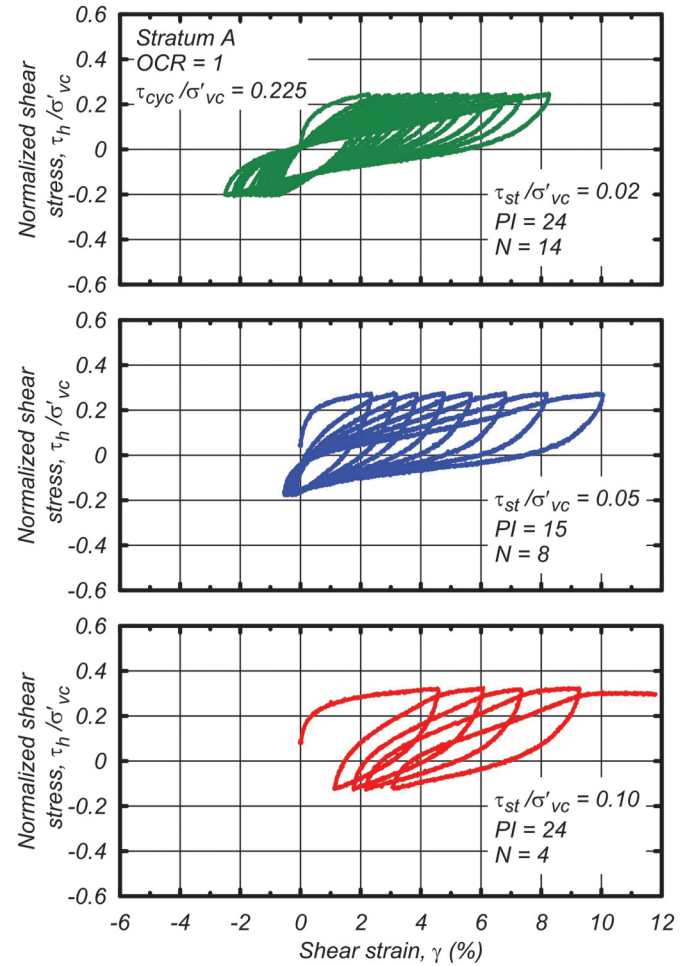 0.6
Stratum A
OCR = 1
τcyc/σ'vc = 0.225
0.4
0.2
0
-0.2
-0.4
-0.6
Normalized shear
stress, τh/σ'vc
τst/σ'vc = 0.02
PI = 24
N = 14
0.6
0.4
0.2
0
-0.2
-0.4
-0.6
Normalized shear
stress, τh/σ'vc
τst/σ'vc = 0.05
PI = 15
N = 8
0.6
0.4
0.2
0
-0.2
-0.4
-0.6
Normalized shear
stress, τh/σ'vc
τst/σ'vc = 0.10
PI = 24
N = 4
-6 -4 -2 0 2 4 6 8 10 12
Shear strain, γ (%)